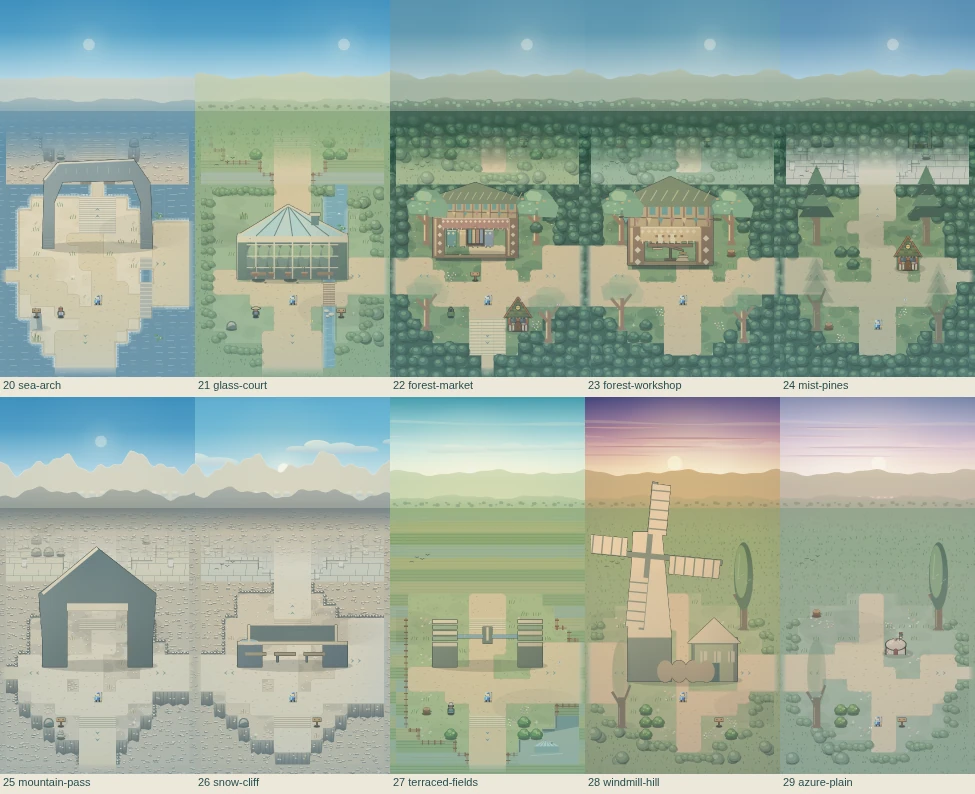 20 sea-arch
21 glass-court
22 forest-market
23 forest-workshop
24 mist-pines
25 mountain-pass
26 snow-cliff
27 terraced-fields
28 windmill-hill
29 azure-plain